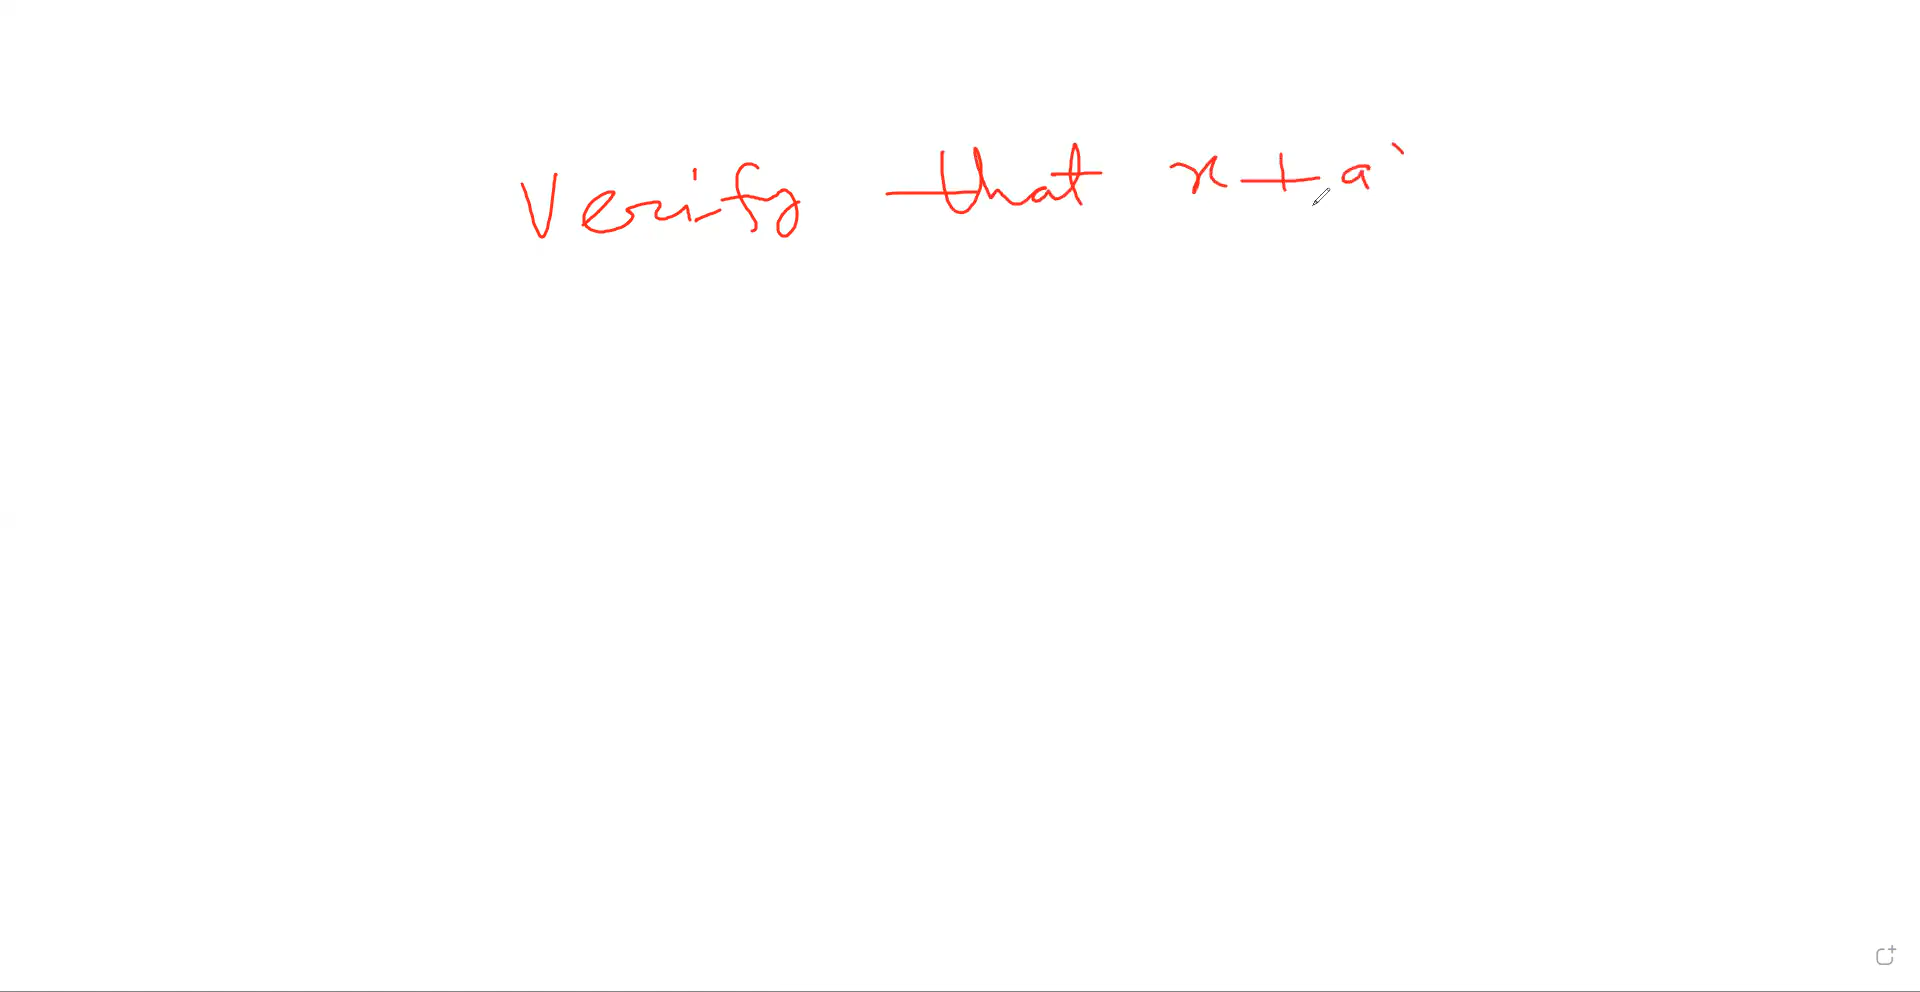 Verify that x + a